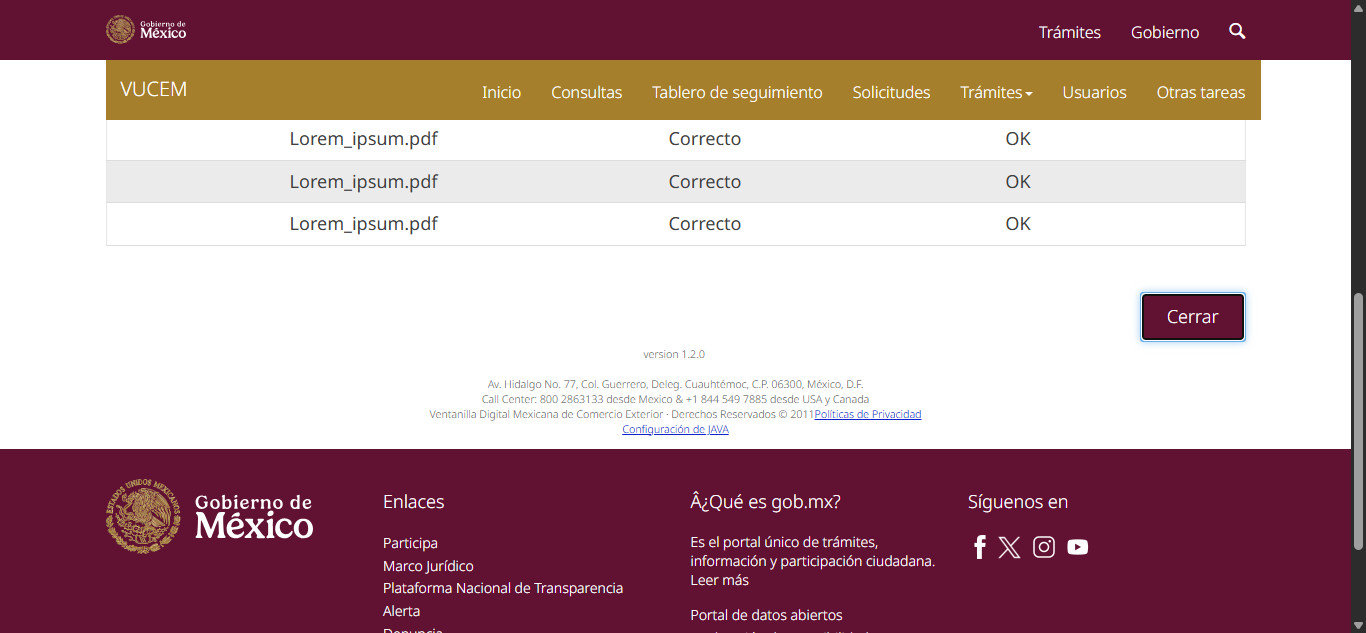 Gobierno de
México
Trámites
Gobierno
VUCEM
Inicio
Consultas
Tablero de seguimiento
Solicitudes
Trámites
Usuarios
Otras tareas
Lorem_ipsum.pdf Correcto OK
Lorem_ipsum.pdf Correcto OK
Lorem_ipsum.pdf Correcto OK
Cerrar
version 1.2.0
Av. Hidalgo No. 77, Col. Guerrero, Deleg. Cuauhtémoc, C.P. 06300, México, D.F.
Call Center: 800 2863133 desde Mexico & +1 844 549 7885 desde USA y Canada
Ventanilla Digital Mexicana de Comercio Exterior · Derechos Reservados © 2011Políticas de Privacidad
Configuración de JAVA
ESTADOS UNIDOS MEXICANOS
Gobierno de
México
Enlaces
Participa
Marco Jurídico
Plataforma Nacional de Transparencia
Alerta
Denuncia
Â¿Qué es gob.mx?
Es el portal único de trámites,
información y participación ciudadana.
Leer más
Portal de datos abiertos
Síguenos en